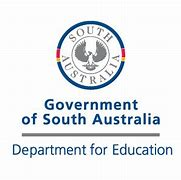 SOUTH
AUSTRALIA
Government
of South Australia
Department for Education